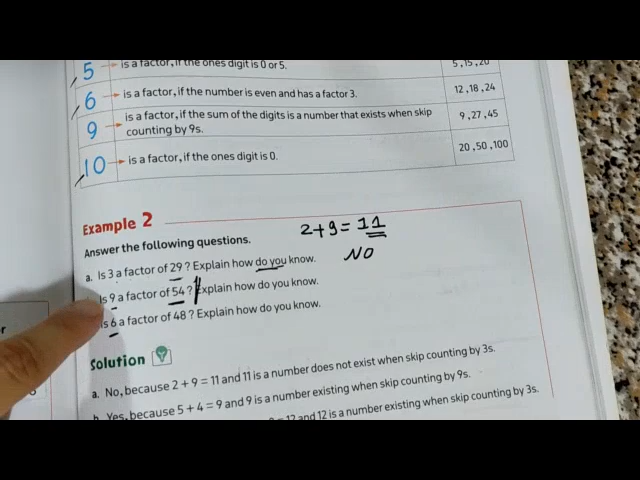 5 is a factor, if the ones digit is 0 or 5. 5,15,20
6 is a factor, if the number is even and has a factor 3. 12,18,24
9 is a factor, if the sum of the digits is a number that exists when skip
counting by 9s. 9,27,45
10 is a factor, if the ones digit is 0. 20,50,100
Example 2
2+9=11
Answer the following questions.
NO
a. Is 3 a factor of 29? Explain how do you know.
Is 9 a factor of 54? Explain how do you know.
Is 6 a factor of 48? Explain how do you know.
Solution
a. No, because 2 + 9 = 11 and 11 is a number does not exist when skip counting by 3s.
b. Yes, because 5 + 4 = 9 and 9 is a number existing when skip counting by 9s.
= 12 and 12 is a number existing when skip counting by 3s.